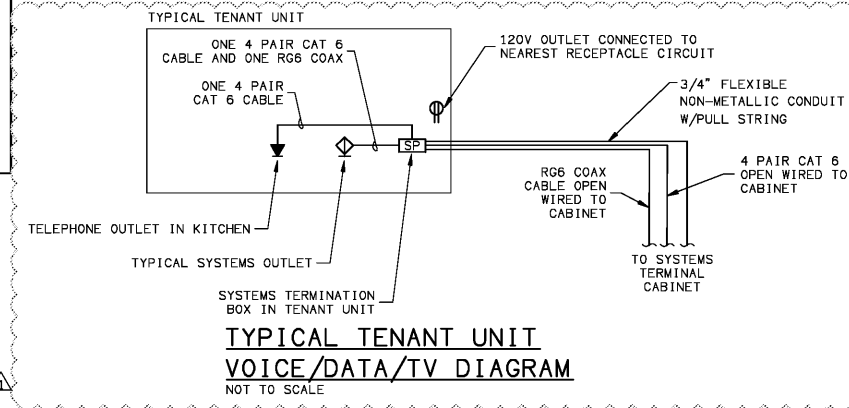 TYPICAL TENANT UNIT
ONE 4 PAIR CAT 6
CABLE AND ONE RG6 COAX
ONE 4 PAIR
CAT 6 CABLE
120V OUTLET CONNECTED TO
NEAREST RECEPTACLE CIRCUIT
3/4" FLEXIBLE
NON-METALLIC CONDUIT
W/PULL STRING
SP
RG6 COAX
CABLE OPEN
WIRED TO
CABINET
4 PAIR CAT 6
OPEN WIRED TO
CABINET
TELEPHONE OUTLET IN KITCHEN
TYPICAL SYSTEMS OUTLET
SYSTEMS TERMINATION
BOX IN TENANT UNIT
TO SYSTEMS
TERMINAL
CABINET
TYPICAL TENANT UNIT
VOICE/DATA/TV DIAGRAM
NOT TO SCALE
1